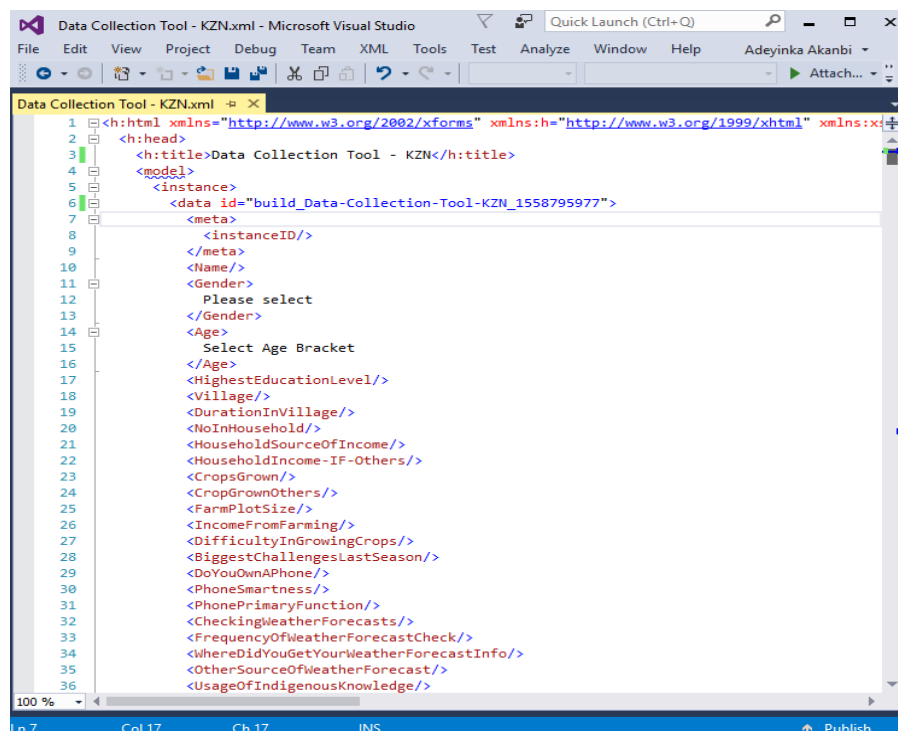 Data Collection Tool - KZN.xml - Microsoft Visual Studio
Quick Launch (Ctrl+Q)
File Edit View Project Debug Team XML Tools Test Analyze Window Help Adeyinka Akanbi
Attach...
Data Collection Tool - KZN.xml
1 <h:html xmlns="http://www.w3.org/2002/xforms" xmlns:h="http://www.w3.org/1999/xhtml" xmlns:xs
2 <h:head>
3 <h:title>Data Collection Tool - KZN</h:title>
4 <model>
5 <instance>
6 <data id="build_Data-Collection-Tool-KZN_1558795977">
7 <meta>
8 <instanceID/>
9 </meta>
10 <Name/>
11 <Gender>
12 Please select
13 </Gender>
14 <Age>
15 Select Age Bracket
16 </Age>
17 <HighestEducationLevel/>
18 <Village/>
19 <DurationInVillage/>
20 <NoInHousehold/>
21 <HouseholdSourceOfIncome/>
22 <HouseholdIncome-IF-Others/>
23 <CropsGrown/>
24 <CropGrownOthers/>
25 <FarmPlotSize/>
26 <IncomeFromFarming/>
27 <DifficultyInGrowingCrops/>
28 <BiggestChallengesLastSeason/>
29 <DoYouOwnAPhone/>
30 <PhoneSmartness/>
31 <PhonePrimaryFunction/>
32 <CheckingWeatherForecasts/>
33 <FrequencyOfWeatherForecastCheck/>
34 <WhereDidYouGetYourWeatherForecastInfo/>
35 <OtherSourceOfWeatherForecast/>
36 <UsageOfIndigenousKnowledge/>
100 %
Ln 7 Col 17 Ch 17 INS Publish